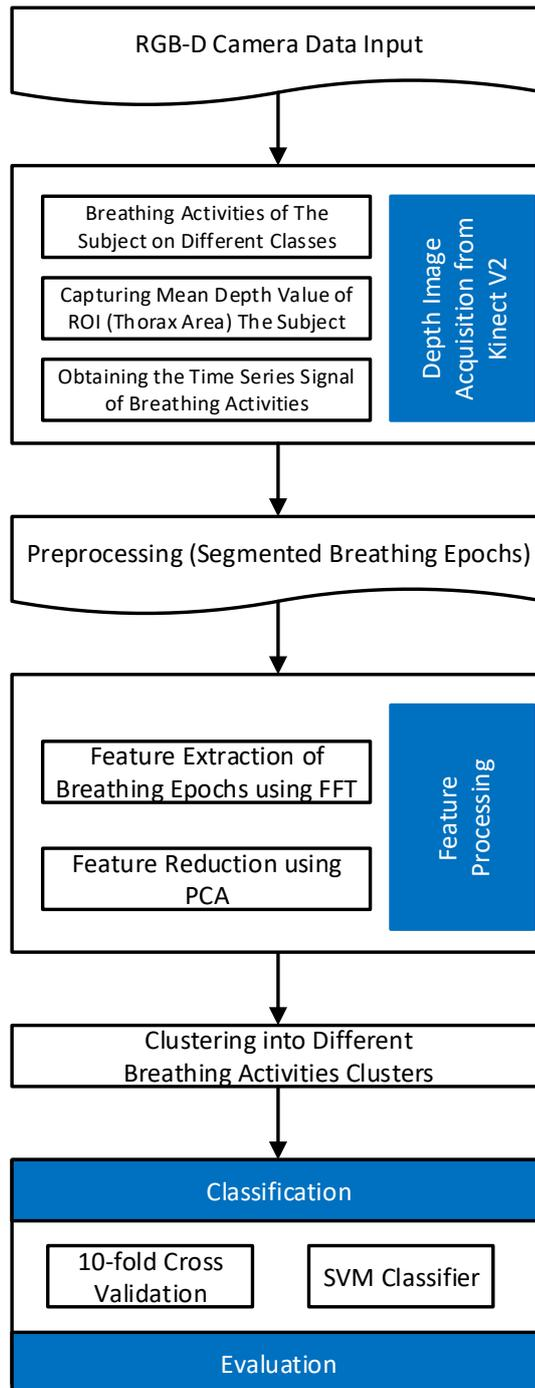 RGB-D Camera Data Input
Breathing Activities of The
Subject on Different Classes
Capturing Mean Depth Value of
ROI (Thorax Area) The Subject
Obtaining the Time Series Signal
of Breathing Activities
Depth Image
Acquisition from
Kinect V2
Preprocessing (Segmented Breathing Epochs)
Feature Extraction of
Breathing Epochs using FFT
Feature Reduction using
PCA
Feature
Processing
Clustering into Different
Breathing Activities Clusters
Classification
10-fold Cross
Validation
SVM Classifier
Evaluation